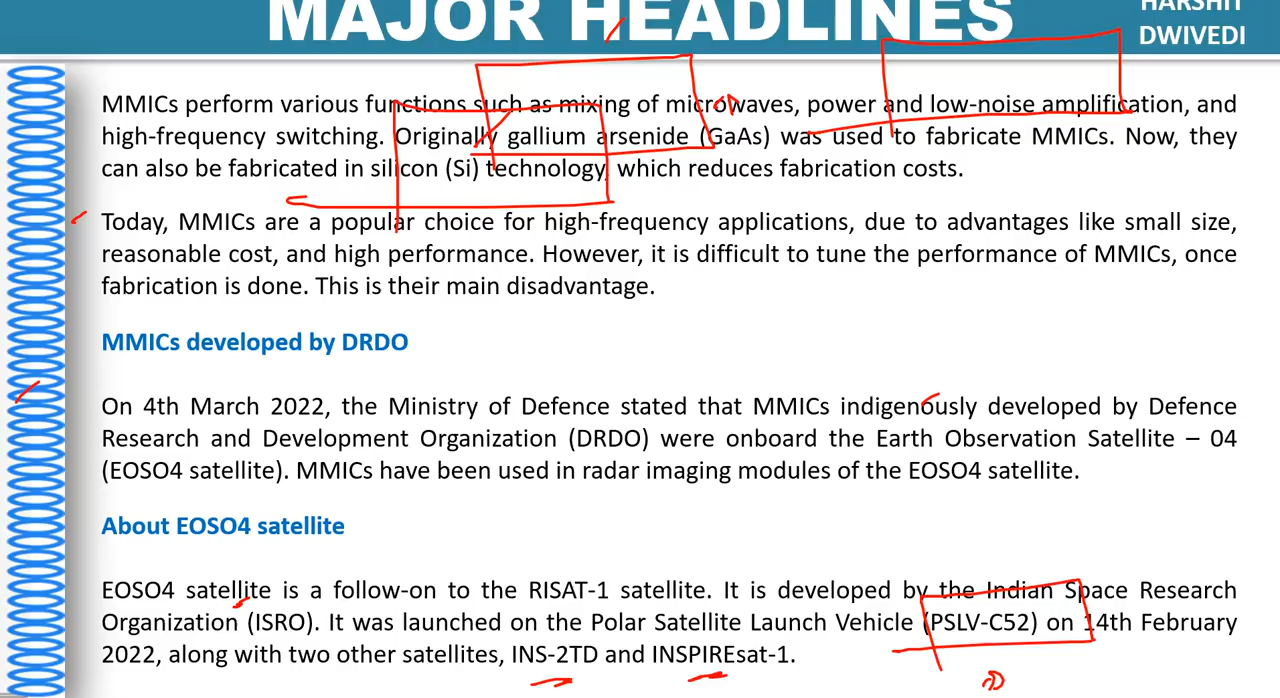 MAJOR HEADLINES
HARSHIT
DWIVEDI
MMICs perform various functions such as mixing of microwaves, power and low-noise amplification, and
high-frequency switching. Originally gallium arsenide (GaAs) was used to fabricate MMICs. Now, they
can also be fabricated in silicon (Si) technology, which reduces fabrication costs.
Today, MMICs are a popular choice for high-frequency applications, due to advantages like small size,
reasonable cost, and high performance. However, it is difficult to tune the performance of MMICs, once
fabrication is done. This is their main disadvantage.
MMICs developed by DRDO
On 4th March 2022, the Ministry of Defence stated that MMICs indigenously developed by Defence
Research and Development Organization (DRDO) were onboard the Earth Observation Satellite – 04
(EOSO4 satellite). MMICs have been used in radar imaging modules of the EOSO4 satellite.
About EOSO4 satellite
EOSO4 satellite is a follow-on to the RISAT-1 satellite. It is developed by the Indian Space Research
Organization (ISRO). It was launched on the Polar Satellite Launch Vehicle (PSLV-C52) on 14th February
2022, along with two other satellites, INS-2TD and INSPIREsat-1.